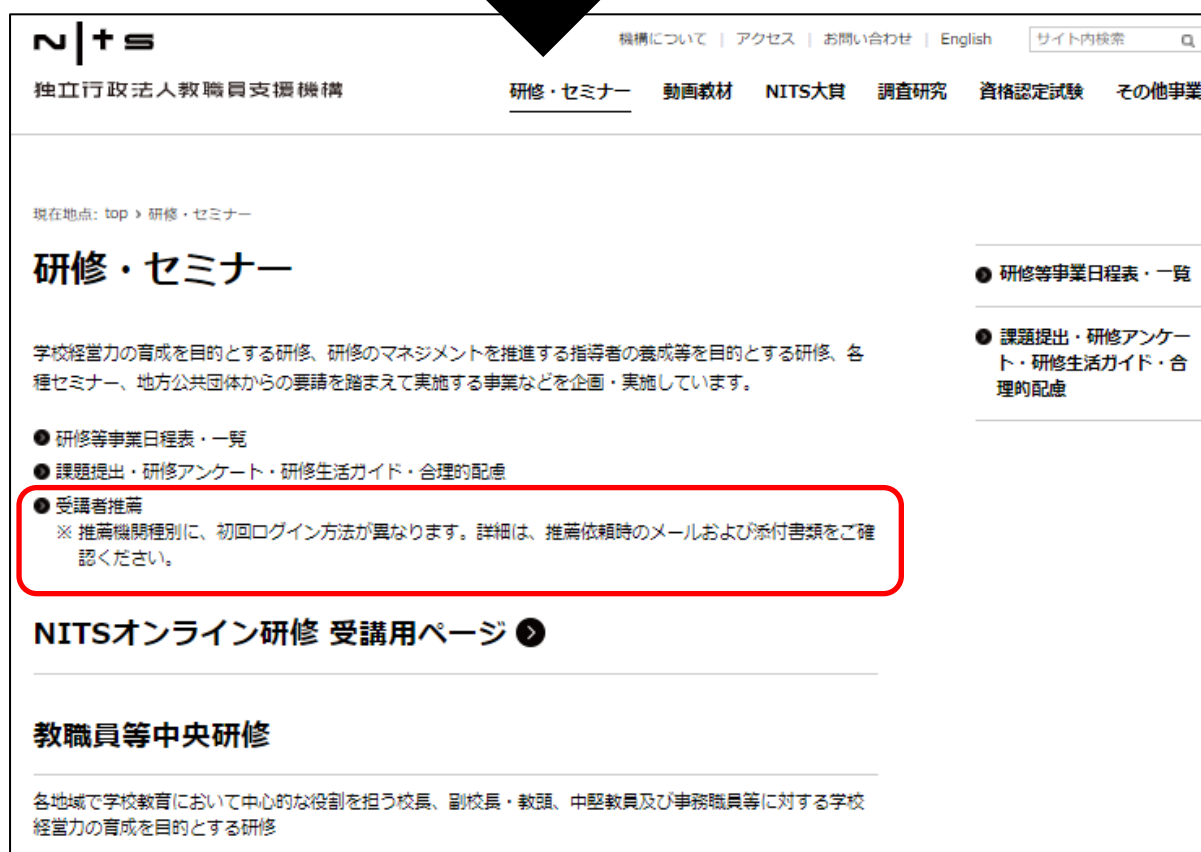 NITS
機構について | アクセス | お問い合わせ | English サイト内検索
独立行政法人教職員支援機構
研修・セミナー 動画教材 NITS大賞 調査研究 資格認定試験 その他事業
現在地点: top › 研修・セミナー
研修・セミナー
学校経営力の育成を目的とする研修、研修のマネジメントを推進する指導者の養成等を目的とする研修、各
種セミナー、地方公共団体からの要請を踏まえて実施する事業などを企画・実施しています。
研修等事業日程表・一覧
課題提出・研修アンケート・研修生活ガイド・合理的配慮
受講者推薦
※ 推薦機関種別に、初回ログイン方法が異なります。詳細は、推薦依頼時のメールおよび添付書類をご確
認ください。
NITSオンライン研修 受講用ページ
教職員等中央研修
各地域で学校教育において中心的な役割を担う校長、副校長・教頭、中堅教員及び事務職員等に対する学校
経営力の育成を目的とする研修
研修等事業日程表・一覧
課題提出・研修アンケー
ト・研修生活ガイド・合
理的配慮